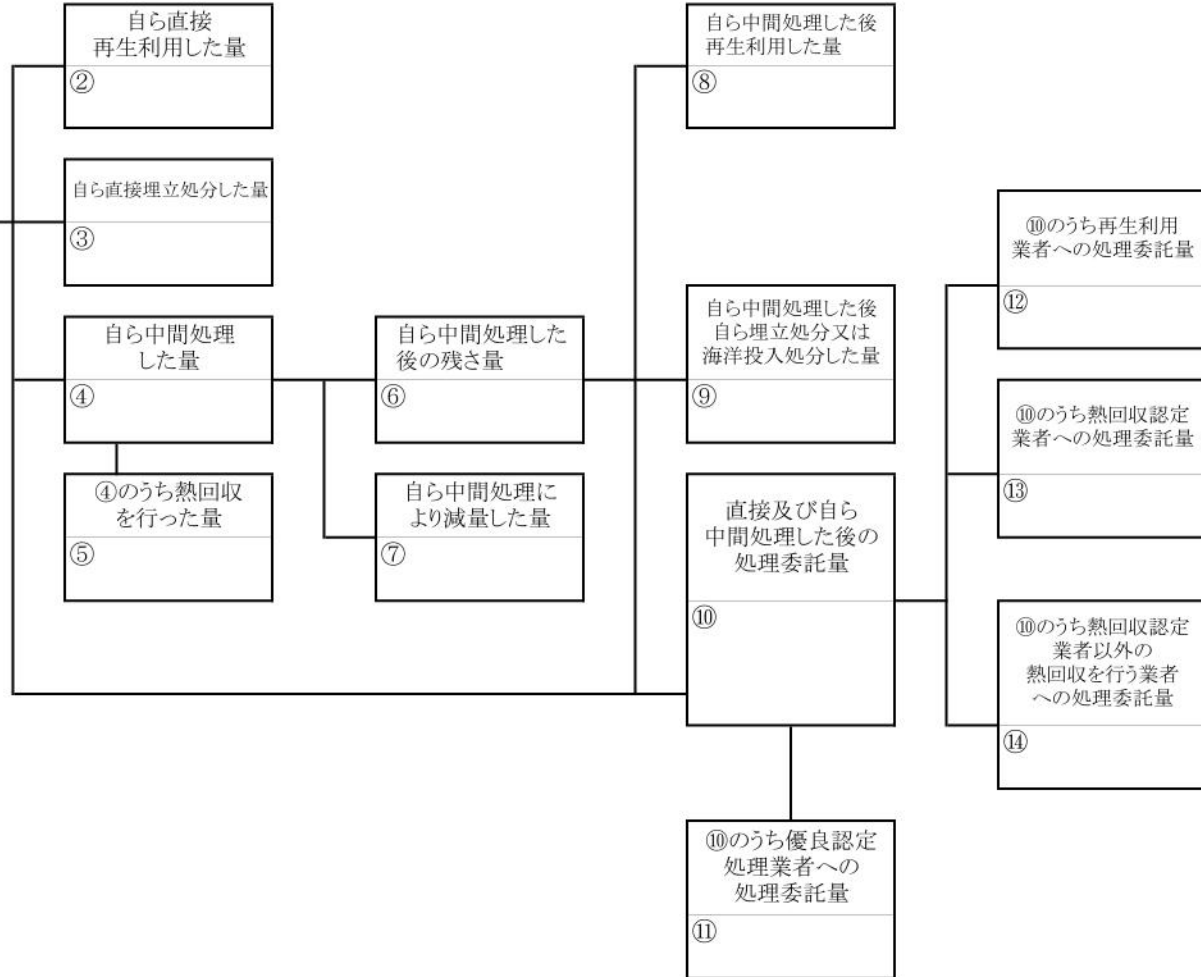 自ら直接
再生利用した量
②
自ら直接埋立処分した量
③
自ら中間処理
した量
④
④のうち熱回収
を行った量
⑤
自ら中間処理した
後の残さ量
⑥
自ら中間処理に
より減量した量
⑦
自ら中間処理した後
再生利用した量
⑧
自ら中間処理した後
自ら埋立処分又は
海洋投入処分した量
⑨
直接及び自ら
中間処理した後の
処理委託量
⑩
⑩のうち優良認定
処理業者への
処理委託量
⑪
⑩のうち再生利用
業者への処理委託量
⑫
⑩のうち熱回収認定
業者への処理委託量
⑬
⑩のうち熱回収認定
業者以外の
熱回収を行う業者
への処理委託量
⑭